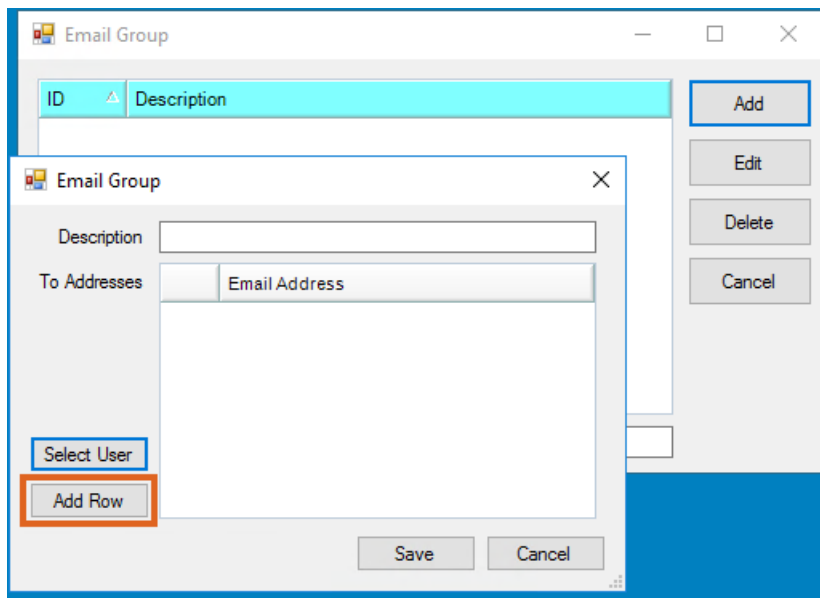 Email Group
ID Description
Add
Edit
Delete
Cancel
Email Group
Description
To Addresses Email Address
Select User
Add Row
Save Cancel